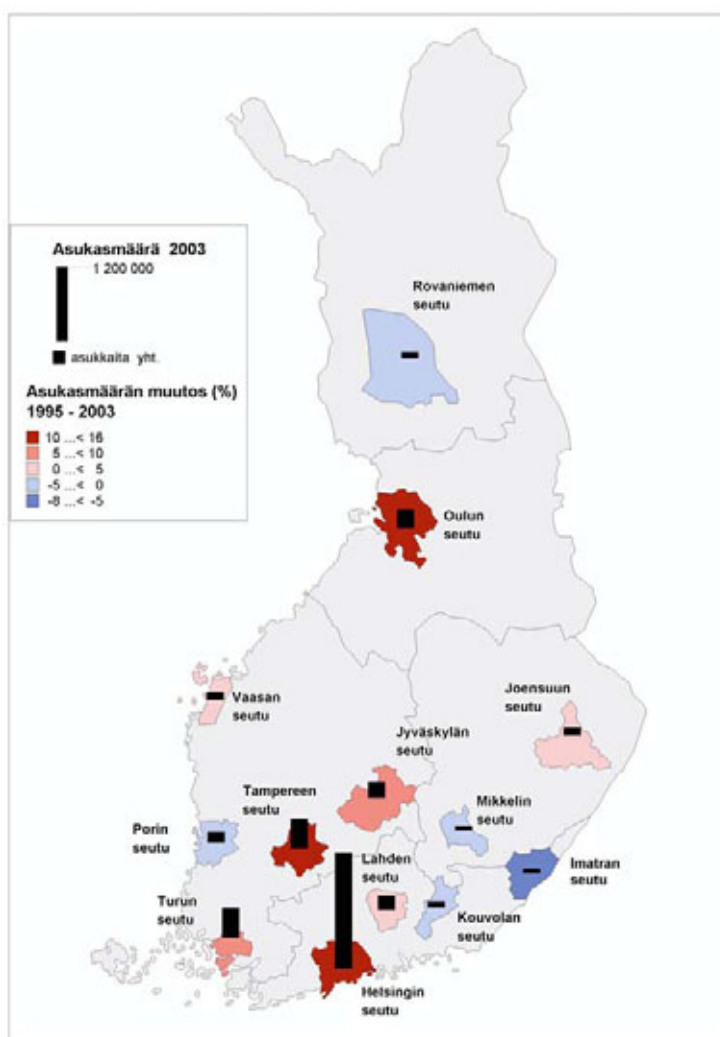 Asukasmäärä 2003
1 200 000
asukkaita yht.
Asukasmäärän muutos (%)
1995 - 2003
10 ...< 16
5 ...< 10
0 ...< 5
-5 ...< 0
-8 ...< -5
Rovaniemen
seutu
Oulun
seutu
Vaasan
seutu
Joensuun
seutu
Jyväskylän
seutu
Tampereen
seutu
Mikkelin
seutu
Porin
seutu
Lahden
seutu
Imatran
seutu
Turun
seutu
Kouvolan
seutu
Helsingin
seutu